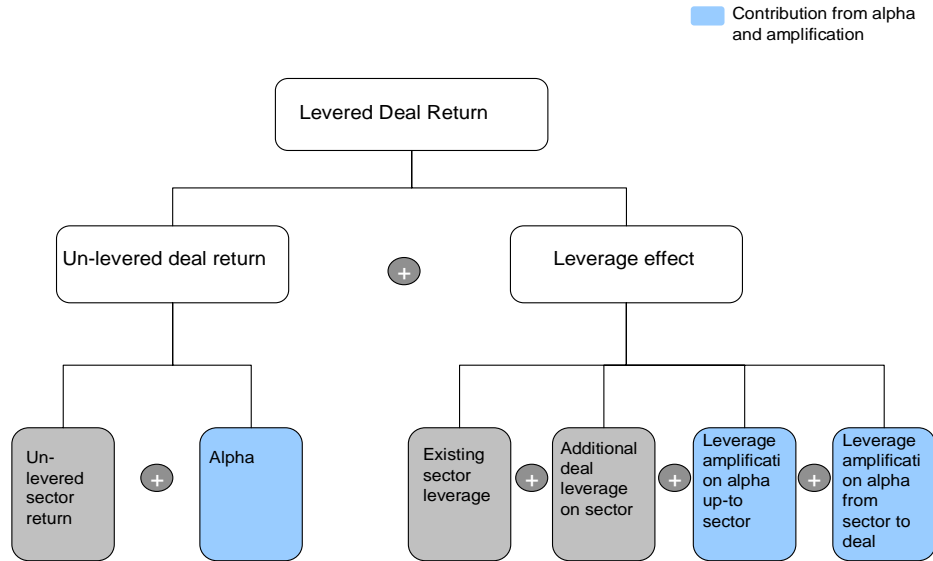 Contribution from alpha
and amplification
Levered Deal Return
Un-levered deal return
+
Leverage effect
Un-
levered
sector
return
+
Alpha
Existing
sector
leverage
+
Additional
deal
leverage
on sector
+
Leverage
amplificati
on alpha
up-to
sector
+
Leverage
amplificati
on alpha
from
sector to
deal